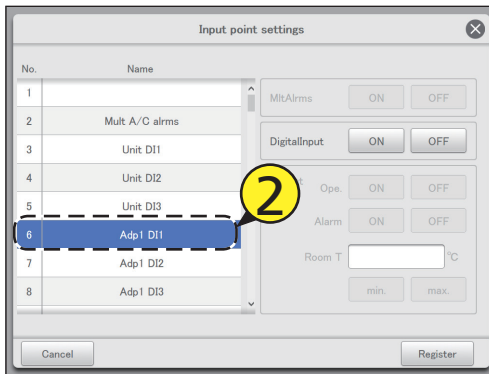 Input point settings
No. Name
1
2 Mult A/C alrms
3 Unit DI1
4 Unit DI2
5 Unit DI3
6 Adp1 DI1
7 Adp1 DI2
8 Adp1 DI3
MltAlrms ON OFF
DigitalInput ON OFF
2
Ope. ON OFF
Alarm ON OFF
Room T °C
min. max.
Cancel Register